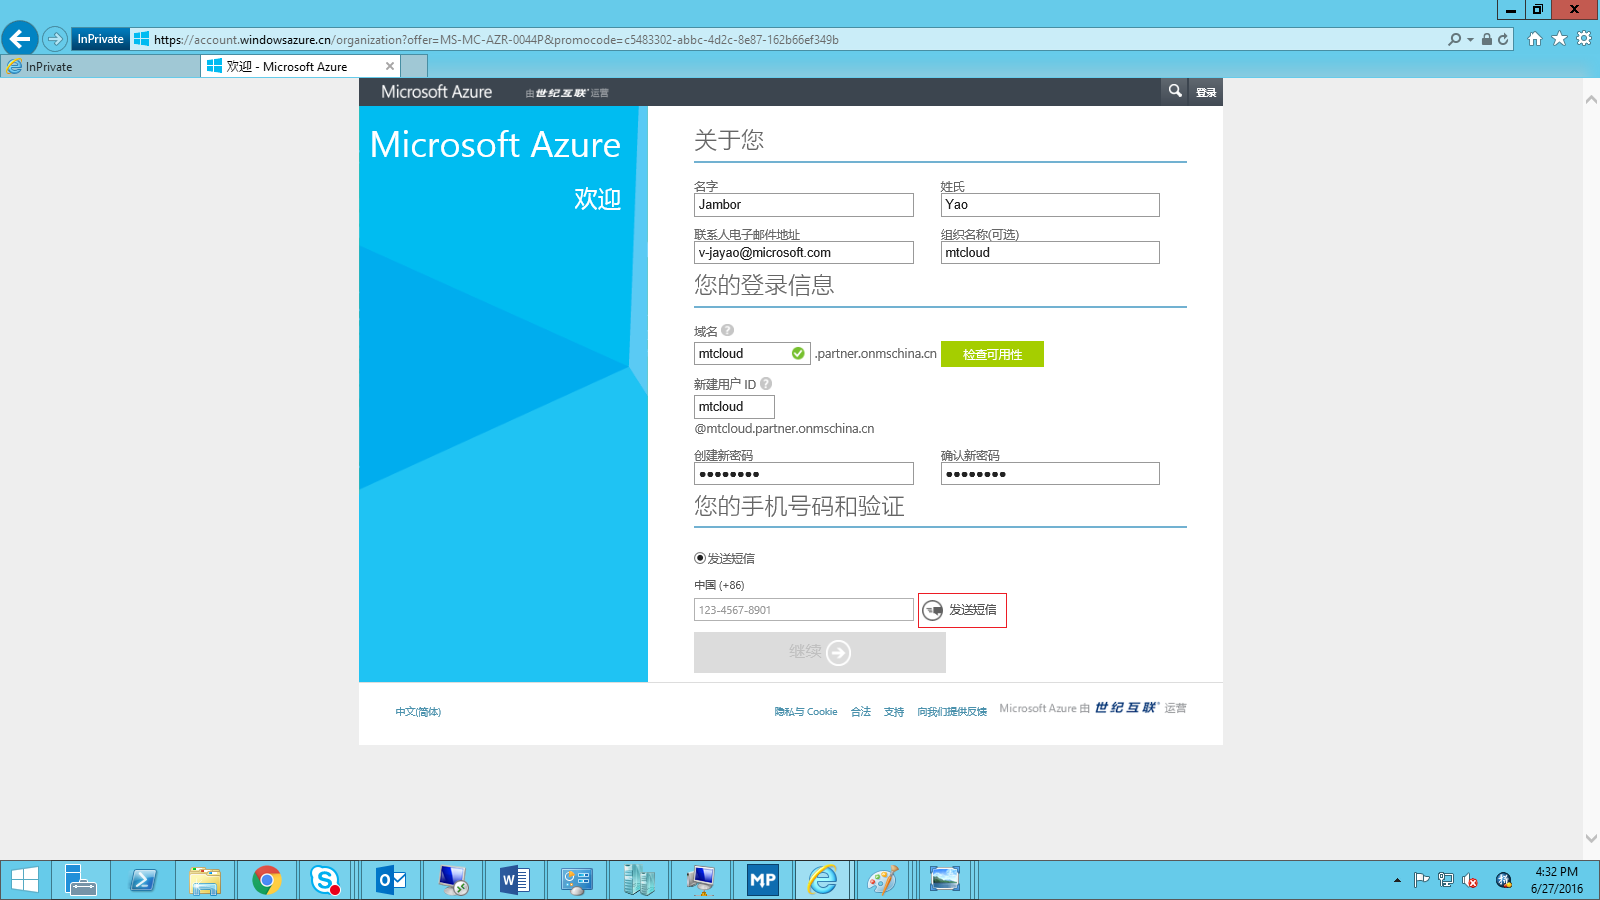 InPrivate https://account.windowsazure.cn/organization?offer=MS-MC-AZR-0044P&promocode=c5483302-abbc-4d2c-8e87-162b66ef349b
InPrivate 欢迎 - Microsoft Azure
Microsoft Azure 由世纪互联运营 登录
Microsoft Azure
欢迎
关于您
名字 姓氏
Jambor Yao
联系人电子邮件地址 组织名称(可选)
v-jayao@microsoft.com mtcloud
您的登录信息
域名
mtcloud .partner.onmschina.cn 检查可用性
新建用户 ID
mtcloud
@mtcloud.partner.onmschina.cn
创建新密码 确认新密码
●●●●●●●● ●●●●●●●●
您的手机号码和验证
发送短信
中国 (+86)
123-4567-8901 发送短信
继续
中文(简体) 隐私与 Cookie 合法 支持 向我们提供反馈 Microsoft Azure 由 世纪互联 运营
MP
4:32 PM
6/27/2016